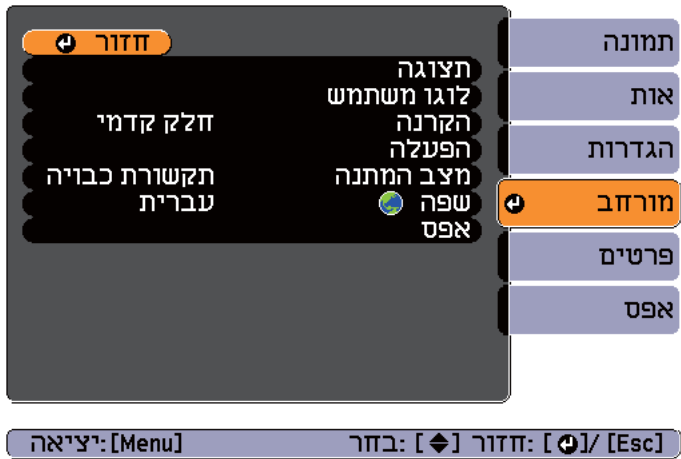 תמונה
אות
הגדרות
מורחב
פרטים
אפס
חזור
תצוגה
לוגו משתמש
הקרנה חלק קדמי
הפעלה
מצב המתנה תקשורת כבויה
שפה עברית
אפס
[Esc] /[ ] :חזור [ ] :בחר [Menu]:יציאה